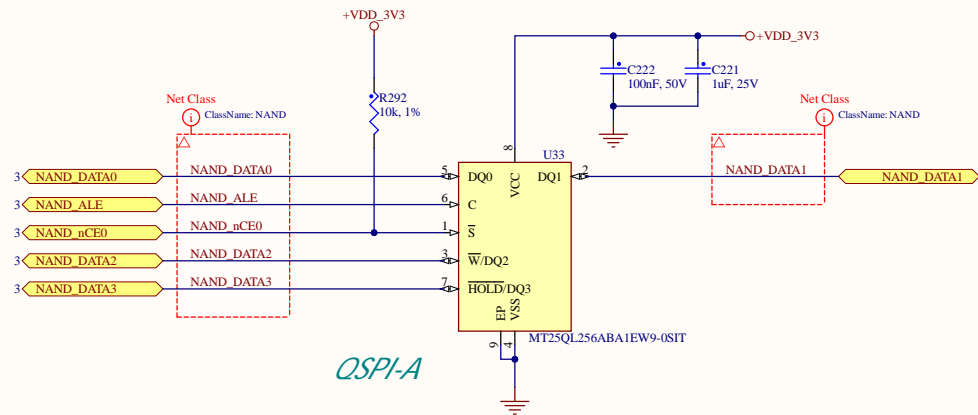 +VDD_3V3
+VDD_3V3
C222
100nF, 50V
C221
1uF, 25V
R292
10k, 1%
Net Class
i
ClassName: NAND
Net Class
i
ClassName: NAND
U33
8
VCC
3
NAND_DATA0
NAND_DATA0
5
DQ0
DQ1
2
NAND_DATA1
NAND_DATA1
3
NAND_ALE
NAND_ALE
6
C
3
NAND_nCE0
NAND_nCE0
1
S
3
NAND_DATA2
NAND_DATA2
3
W/DQ2
3
NAND_DATA3
NAND_DATA3
7
HOLD/DQ3
EP
VSS
9
4
MT25QL256ABA1EW9-0SIT
QSPI-A